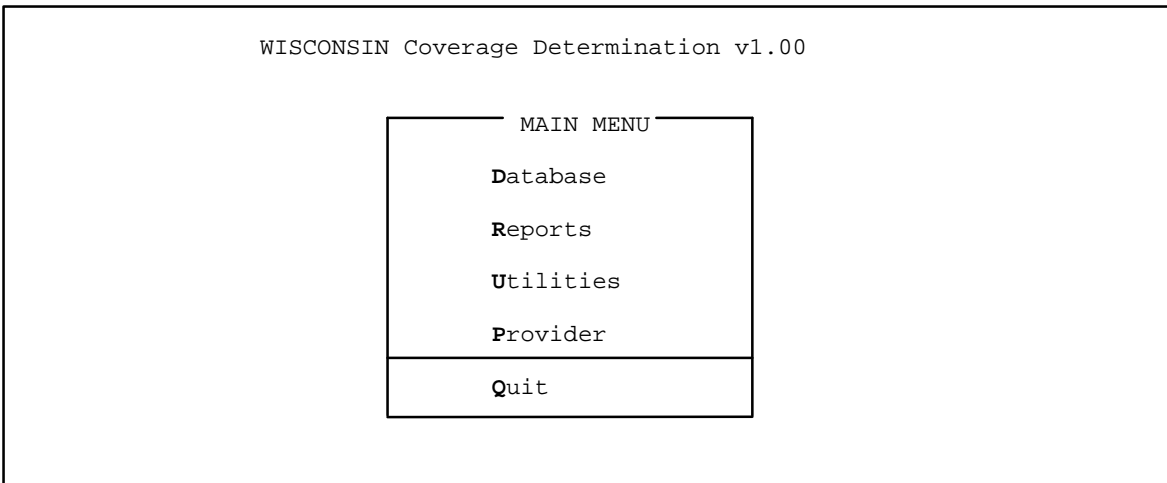 WISCONSIN Coverage Determination v1.00
MAIN MENU
Database
Reports
Utilities
Provider
Quit